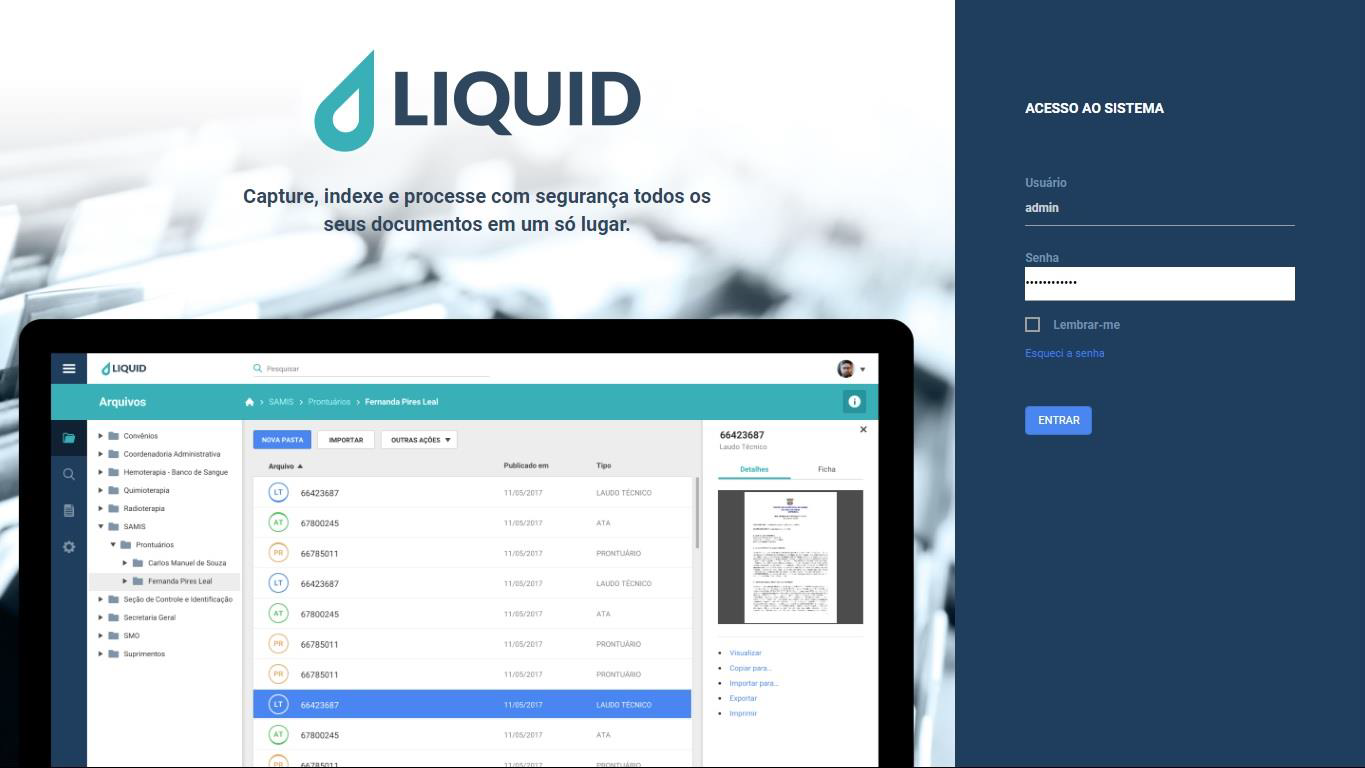 LIQUID
Capture, indexe e processe com segurança todos os
seus documentos em um só lugar.
ACESSO AO SISTEMA
Usuário
admin
Senha
••••••••••••
Lembrar-me
Esqueci a senha
ENTRAR
LIQUID
Pesquisar
Arquivos
SAMIS > Prontuários > Fernanda Pires Leal
Convênios
Coordenadoria Administrativa
Hemoterapia - Banco de Sangue
Quimioterapia
Radioterapia
SAMIS
Prontuários
Carlos Manuel de Souza
Fernanda Pires Leal
Seção de Controle e Identificação
Secretaria Geral
SMO
Suprimentos
NOVA PASTA IMPORTAR OUTRAS AÇÕES
Arquivo Publicado em Tipo
LT 66423687 11/05/2017 LAUDO TÉCNICO
AT 67800245 11/05/2017 ATA
PR 66785011 11/05/2017 PRONTUÁRIO
LT 66423687 11/05/2017 LAUDO TÉCNICO
AT 67800245 11/05/2017 ATA
PR 66785011 11/05/2017 PRONTUÁRIO
PR 66785011 11/05/2017 PRONTUÁRIO
LT 66423687 11/05/2017 LAUDO TÉCNICO
AT 67800245 11/05/2017 ATA
PR 66785011 11/05/2017 PRONTUÁRIO
66423687
Laudo Técnico
Detalhes Ficha
Visualizar
Copiar para...
Importar para...
Exportar
Imprimir